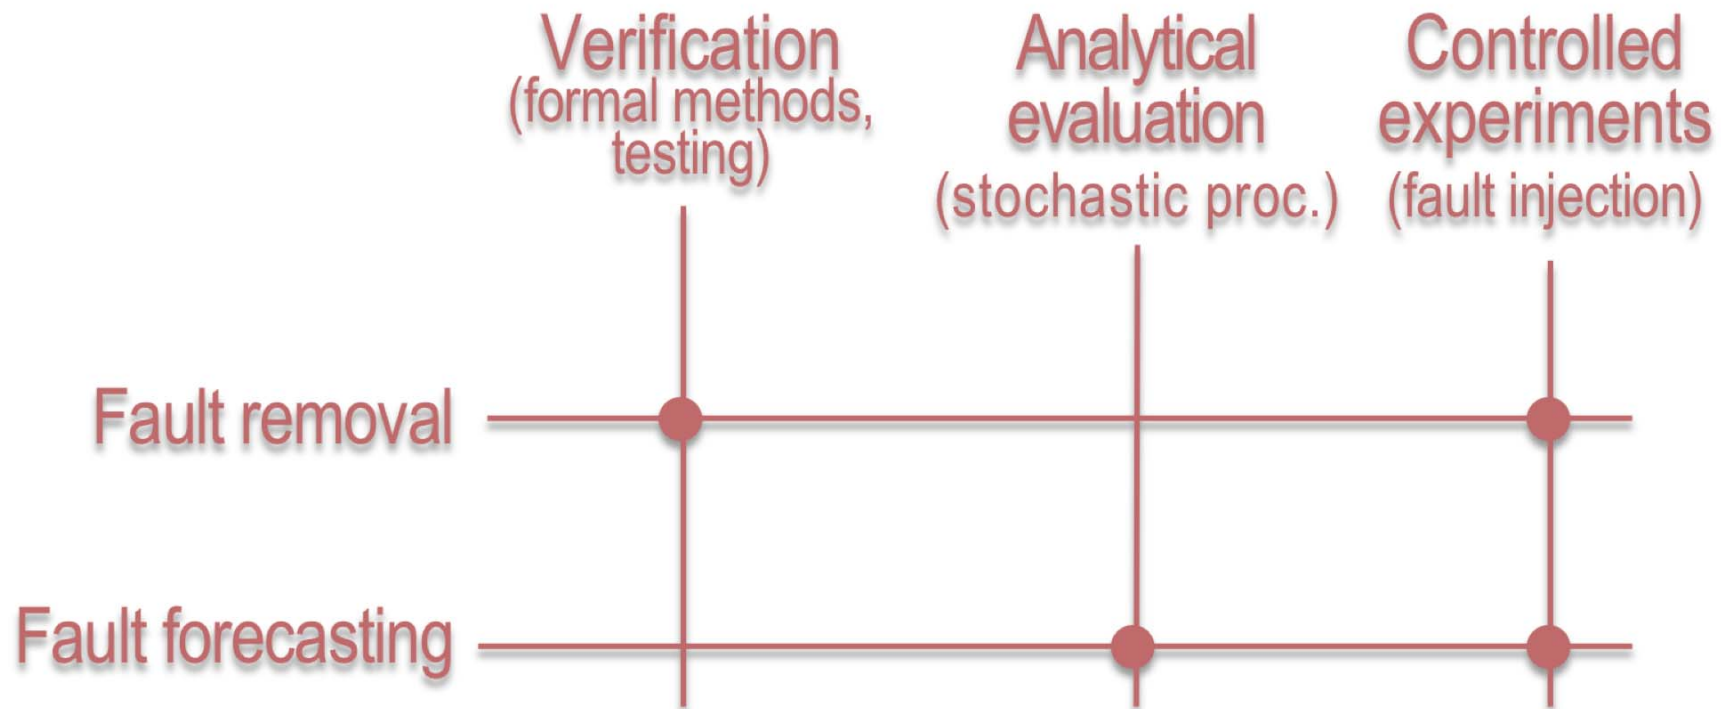 Verification
(formal methods,
testing)
Analytical
evaluation
(stochastic proc.)
Controlled
experiments
(fault injection)
Fault removal
Fault forecasting